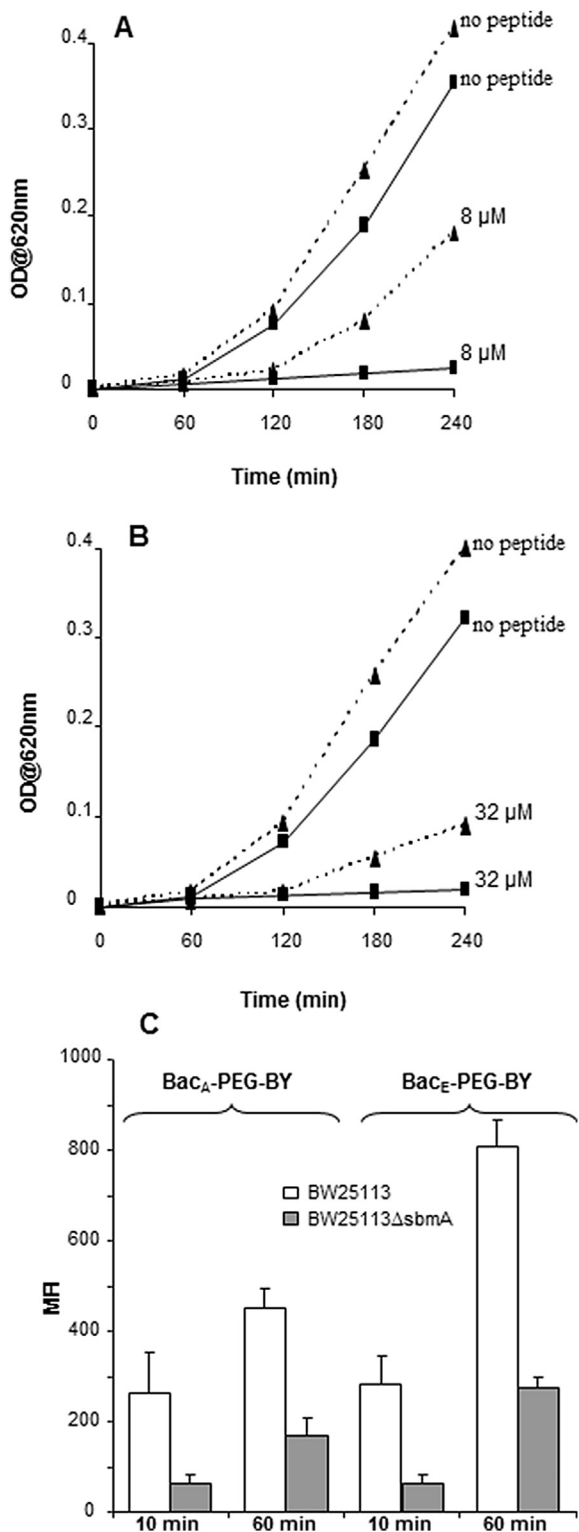 A
0.4
0.3
0.2
0.1
0
OD@620nm
no peptide
no peptide
8 µM
8 µM
0 60 120 180 240
Time (min)
B
0.4
0.3
0.2
0.1
0
OD@620nm
no peptide
no peptide
32 µM
32 µM
0 60 120 180 240
Time (min)
C
1000
800
600
400
200
0
MFI
BacA-PEG-BY BacE-PEG-BY
BW25113
BW25113ΔsbmA
10 min 60 min 10 min 60 min